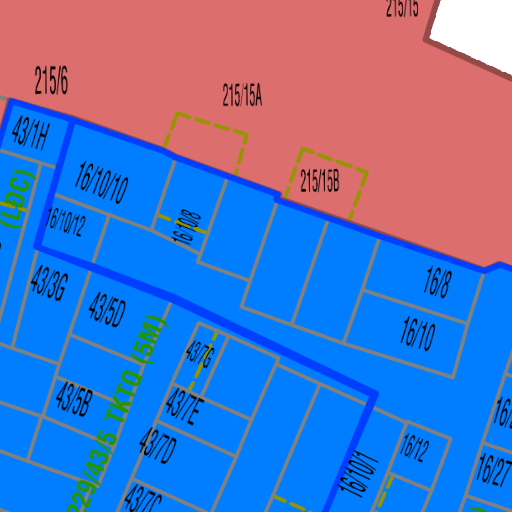 215/15
215/6
215/15A
43/1H
16/10/10
215/15B
(LDC)
16/10/12
16/10/8
43/3G
16/8
43/5D
16/10
43/7G
229/43/5 TKTQ (5M)
43/5B
43/7E
16/12
43/7D
16/10/1
16/27
43/7C